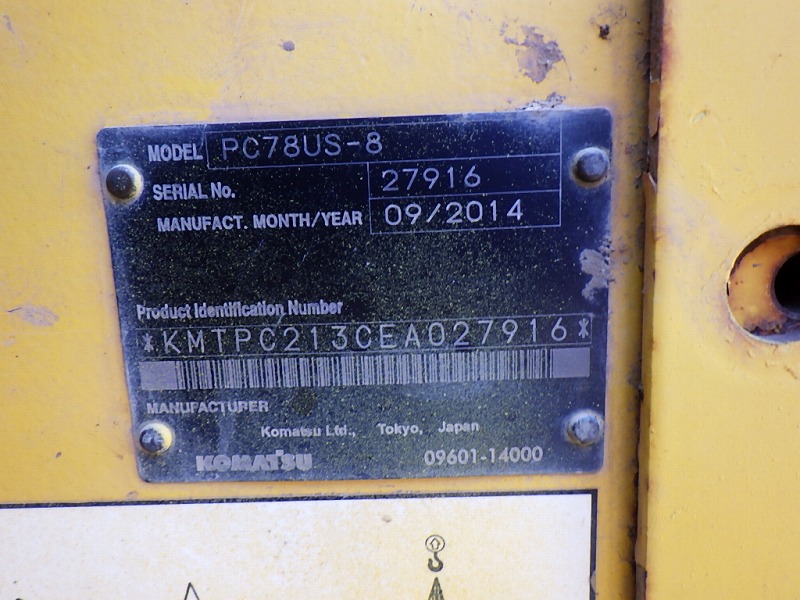 MODEL PC78US-8
SERIAL No. 27916
MANUFACT. MONTH/YEAR 09/2014
Product Identification Number
*KMTPC213CEA027916*
MANUFACTURER
Komatsu Ltd., Tokyo, Japan
KOMATSU 09601-14000